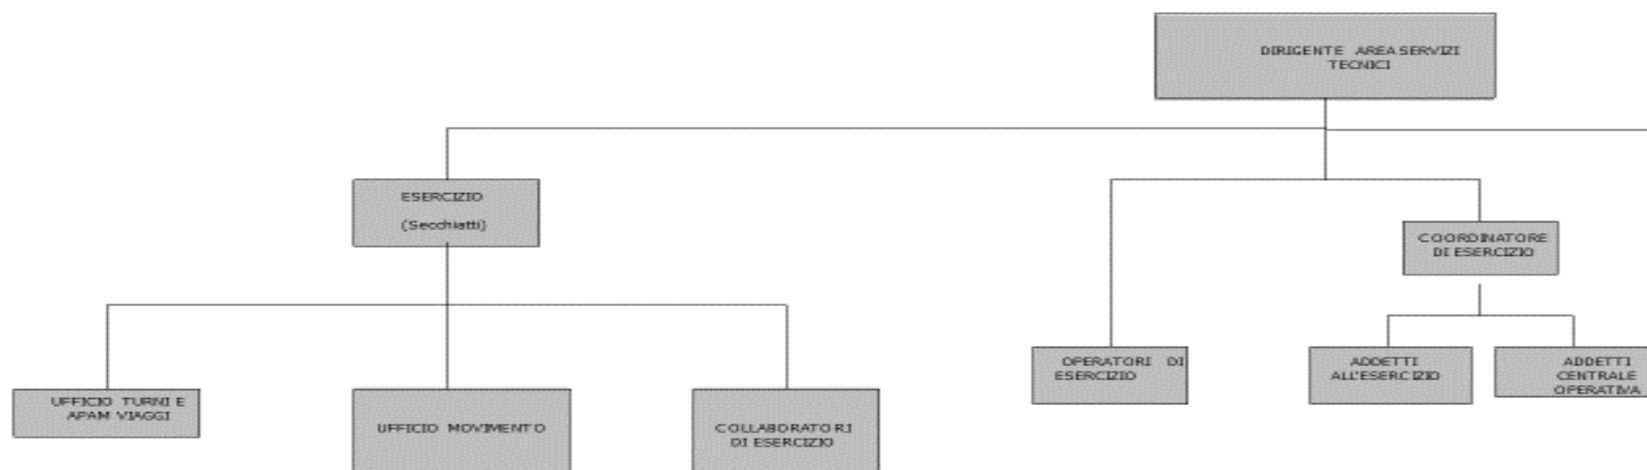 DIRIGENTE AREA SERVIZI
TECNICI
ESERCIZIO
(Secchiatti)
COORDINATORE
DI ESERCIZIO
OPERATORI DI
ESERCIZIO
ADDETTI
ALL'ESERCIZIO
ADDETTI
CENTRALE
OPERATIVA
UFFICIO TURNI E
APAM VIAGGI
UFFICIO MOVIMENTO
COLLABORATORI
DI ESERCIZIO